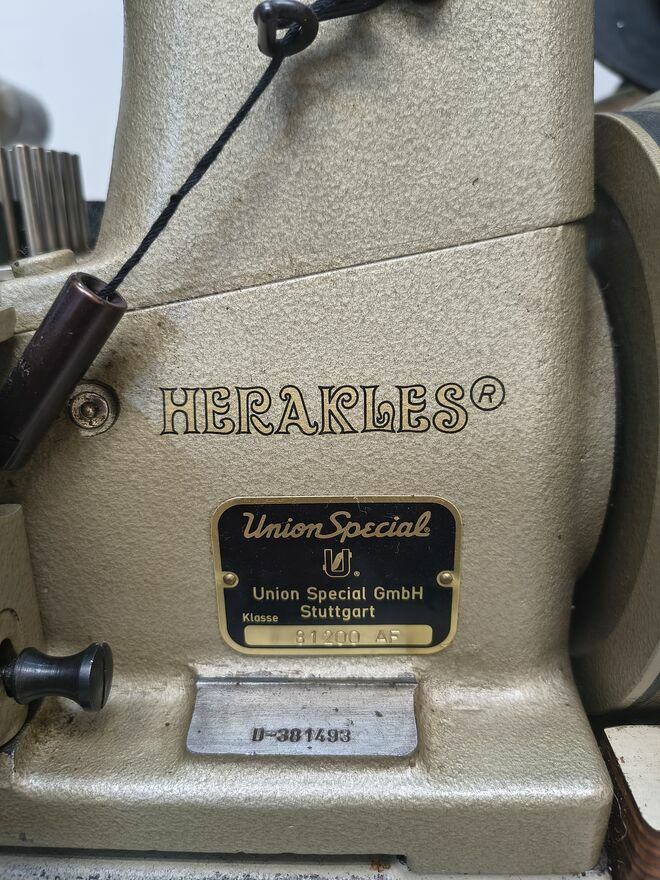 HERAKLES®
Union Special®
U®
Union Special GmbH
Stuttgart
Klasse
81200 AF
D-381493